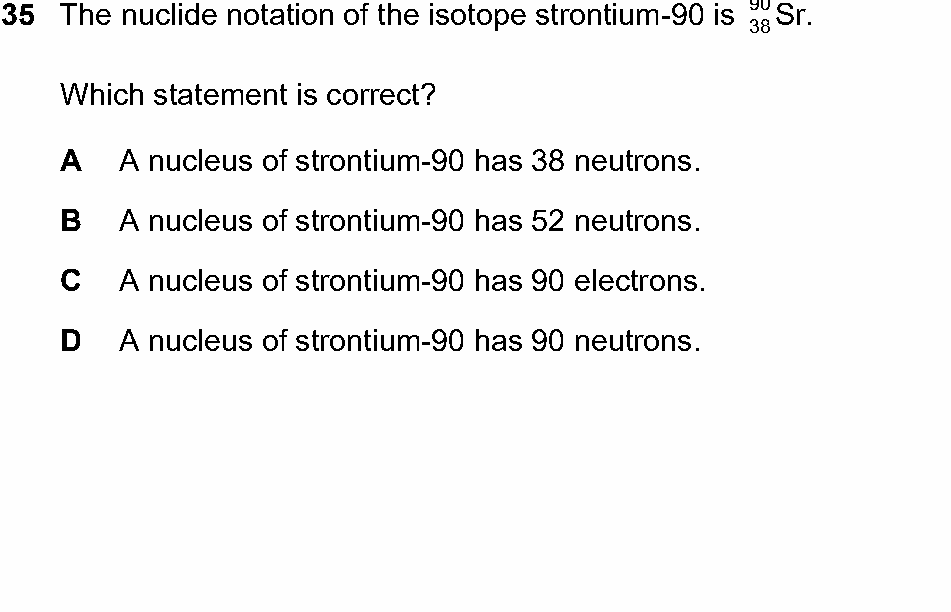 35 The nuclide notation of the isotope strontium-90 is ⁹⁰₃₈Sr.
Which statement is correct?
A A nucleus of strontium-90 has 38 neutrons.
B A nucleus of strontium-90 has 52 neutrons.
C A nucleus of strontium-90 has 90 electrons.
D A nucleus of strontium-90 has 90 neutrons.